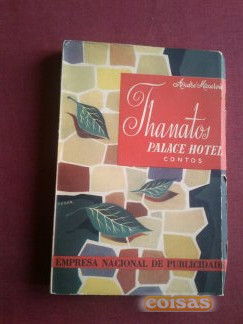 André Maurois
Thanatos
PALACE HOTEL
CONTOS
EMPRESA NACIONAL DE PUBLICIDADE
coisas